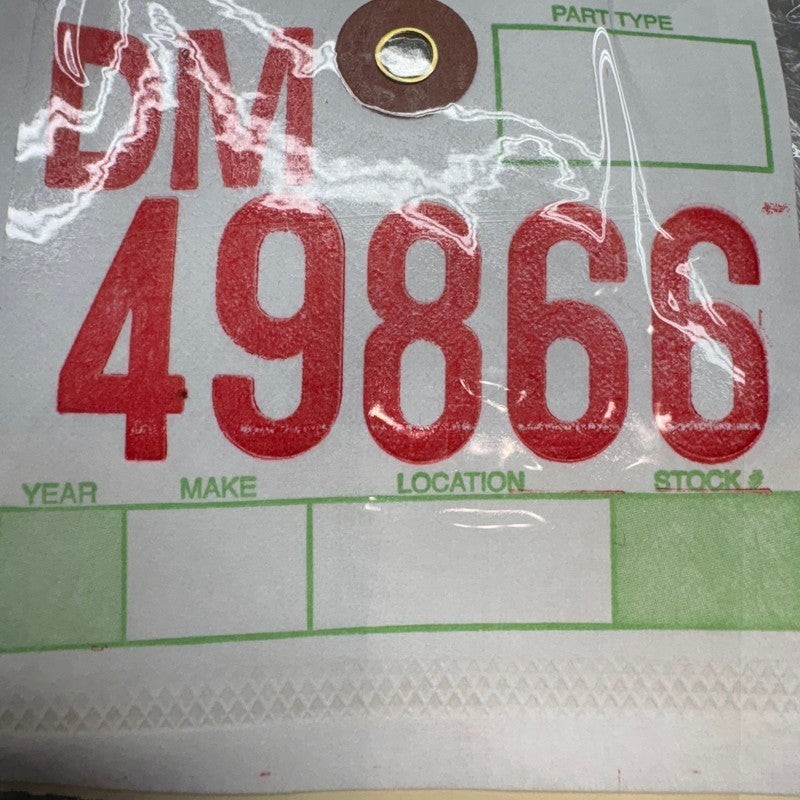 PART TYPE
DM
49866
YEAR MAKE LOCATION STOCK #